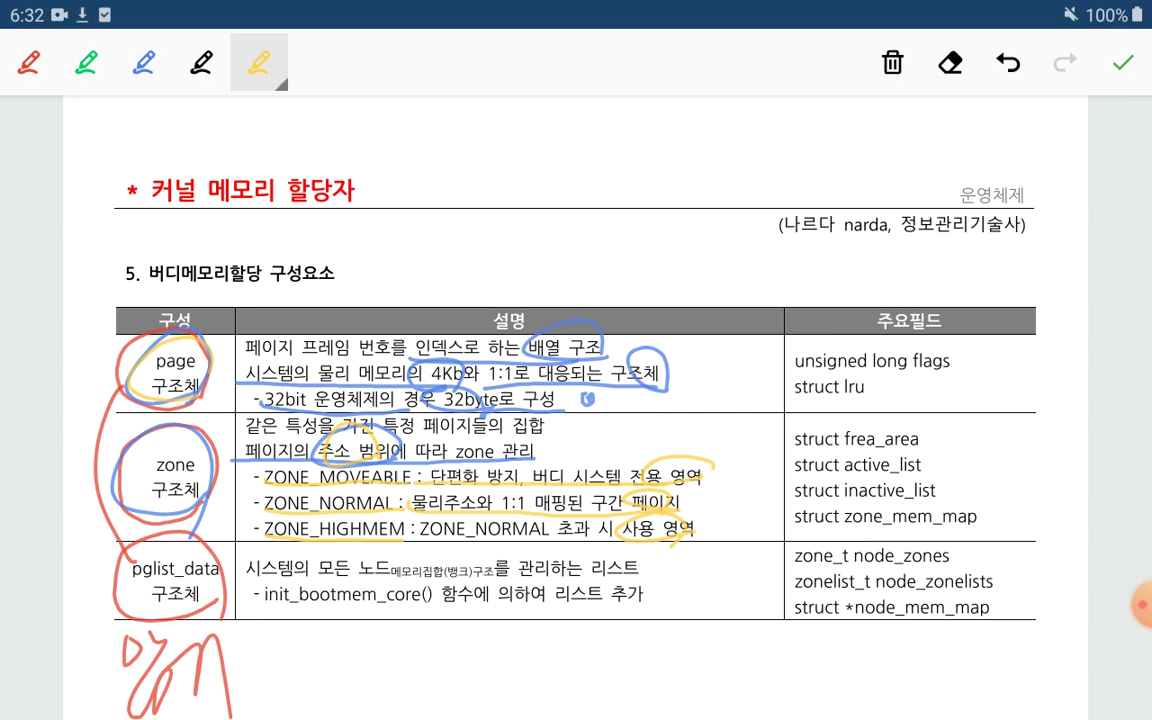 6:32
100%
* 커널 메모리 할당자
운영체제
(나르다 narda, 정보관리기술사)
5. 버디메모리할당 구성요소
구성 설명 주요필드
page 구조체
페이지 프레임 번호를 인덱스로 하는 배열 구조
시스템의 물리 메모리의 4Kb와 1:1로 대응되는 구조체
- 32bit 운영체제의 경우 32byte로 구성
unsigned long flags
struct lru
zone 구조체
같은 특성을 가진 특정 페이지들의 집합
페이지의 주소 범위에 따라 zone 관리
- ZONE_MOVEABLE : 단편화 방지, 버디 시스템 전용 영역
- ZONE_NORMAL : 물리주소와 1:1 매핑된 구간 페이지
- ZONE_HIGHMEM : ZONE_NORMAL 초과 시 사용 영역
struct frea_area
struct active_list
struct inactive_list
struct zone_mem_map
pglist_data 구조체
시스템의 모든 노드메모리집합(뱅크)구조를 관리하는 리스트
- init_bootmem_core() 함수에 의하여 리스트 추가
zone_t node_zones
zonelist_t node_zonelists
struct *node_mem_map